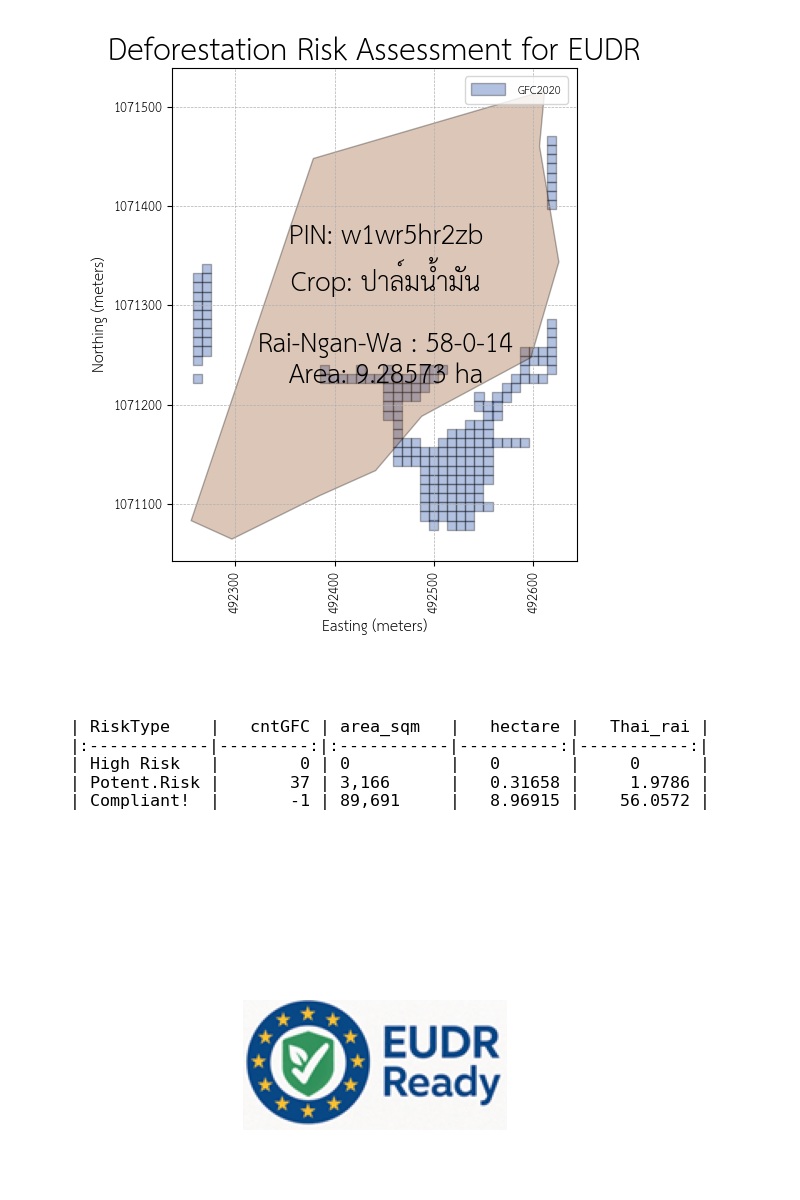 Deforestation Risk Assessment for EUDR
GFC2020
1071500
1071400
1071300
1071200
1071100
Northing (meters)
PIN: w1wr5hr2zb
Crop: ปาล์มน้ำมัน
Rai-Ngan-Wa : 58-0-14
Area: 9.28573 ha
492300
492400
492500
492600
Easting (meters)
| RiskType | cntGFC | area_sqm | hectare | Thai_rai |
|:------------|---------:|:-----------|----------:|-----------:|
| High Risk | 0 | 0 | 0 | 0 |
| Potent.Risk | 37 | 3,166 | 0.31658 | 1.9786 |
| Compliant! | -1 | 89,691 | 8.96915 | 56.0572 |
EUDR
Ready